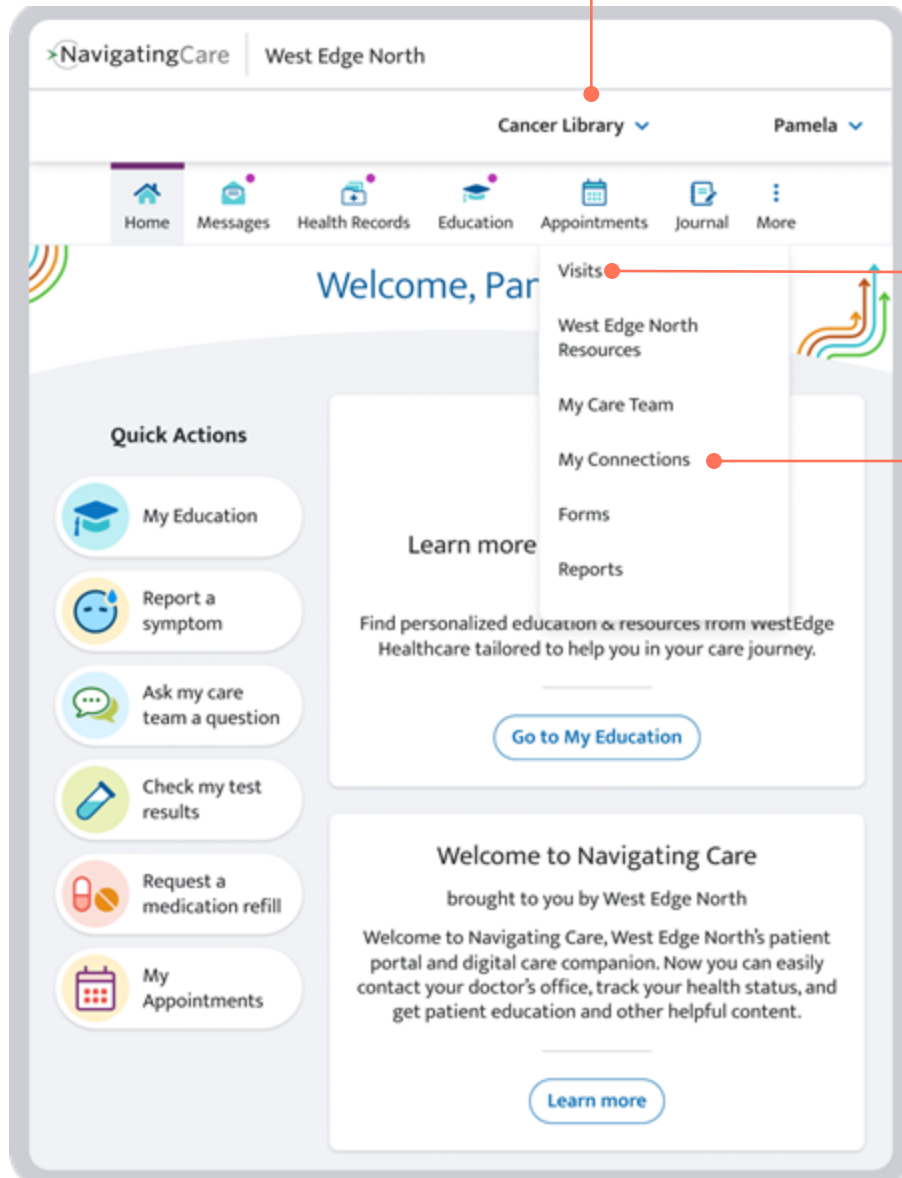 NavigatingCare
West Edge North
Cancer Library
Pamela
Home
Messages
Health Records
Education
Appointments
Journal
More
Welcome,
Visits
West Edge North
Resources
My Care Team
My Connections
Forms
Reports
Quick Actions
My Education
Report a
symptom
Ask my care
team a question
Check my test
results
Request a
medication refill
My
Appointments
Learn more
Find personalized education & resources from WestEdge
Healthcare tailored to help you in your care journey.
Go to My Education
Welcome to Navigating Care
brought to you by West Edge North
Welcome to Navigating Care, West Edge North's patient
portal and digital care companion. Now you can easily
contact your doctor's office, track your health status, and
get patient education and other helpful content.
Learn more